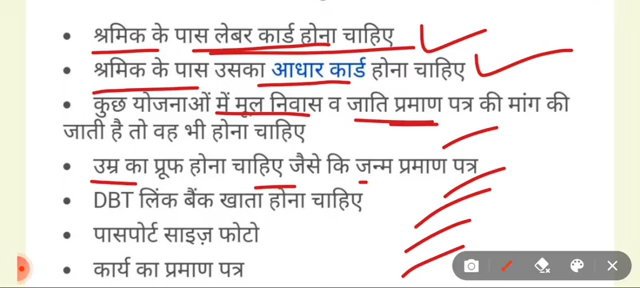 श्रमिक के पास लेबर कार्ड होना चाहिए
श्रमिक के पास उसका आधार कार्ड होना चाहिए
कुछ योजनाओं में मूल निवास व जाति प्रमाण पत्र की मांग की
जाती है तो वह भी होना चाहिए
उम्र का प्रूफ होना चाहिए जैसे कि जन्म प्रमाण पत्र
DBT लिंक बैंक खाता होना चाहिए
पासपोर्ट साइज़ फोटो
कार्य का प्रमाण पत्र